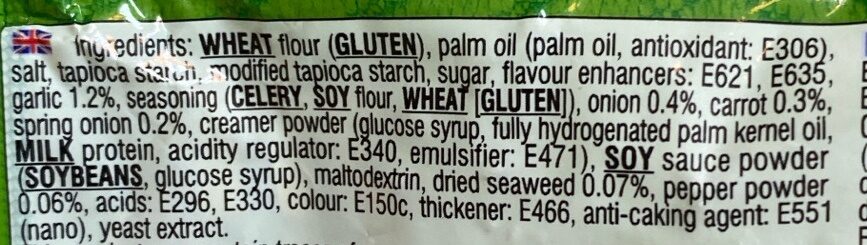 Ingredients: WHEAT flour (GLUTEN), palm oil (palm oil, antioxidant: E306),
salt, tapioca starch, modified tapioca starch, sugar, flavour enhancers: E621, E635,
garlic 1.2%, seasoning (CELERY, SOY flour, WHEAT [GLUTEN]), onion 0.4%, carrot 0.3%,
spring onion 0.2%, creamer powder (glucose syrup, fully hydrogenated palm kernel oil,
MILK protein, acidity regulator: E340, emulsifier: E471), SOY sauce powder
(SOYBEANS, glucose syrup), maltodextrin, dried seaweed 0.07%, pepper powder
0.06%, acids: E296, E330, colour: E150c, thickener: E466, anti-caking agent: E551
(nano), yeast extract.